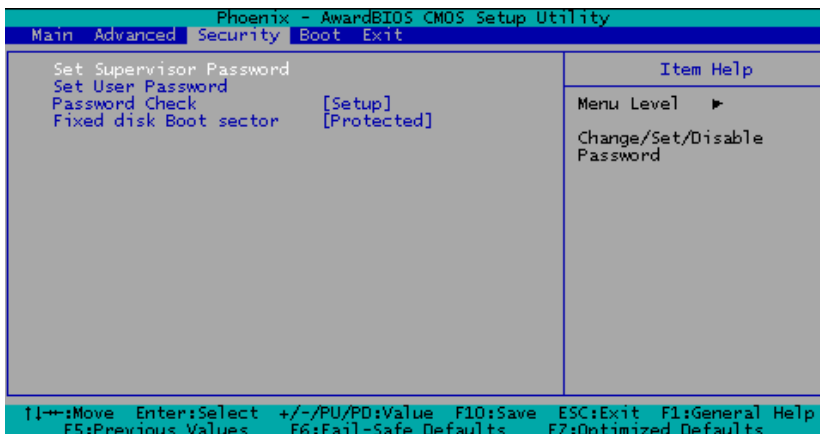 Phoenix - AwardBIOS CMOS Setup Utility
Main Advanced Security Boot Exit
Set Supervisor Password
Set User Password
Password Check [Setup]
Fixed disk Boot sector [Protected]
Item Help
Menu Level ►
Change/Set/Disable
Password
↑↓→←:Move Enter:Select +/-/PU/PD:Value F10:Save ESC:Exit F1:General Help
F5:Previous Values F6:Fail-Safe Defaults F7:Optimized Defaults